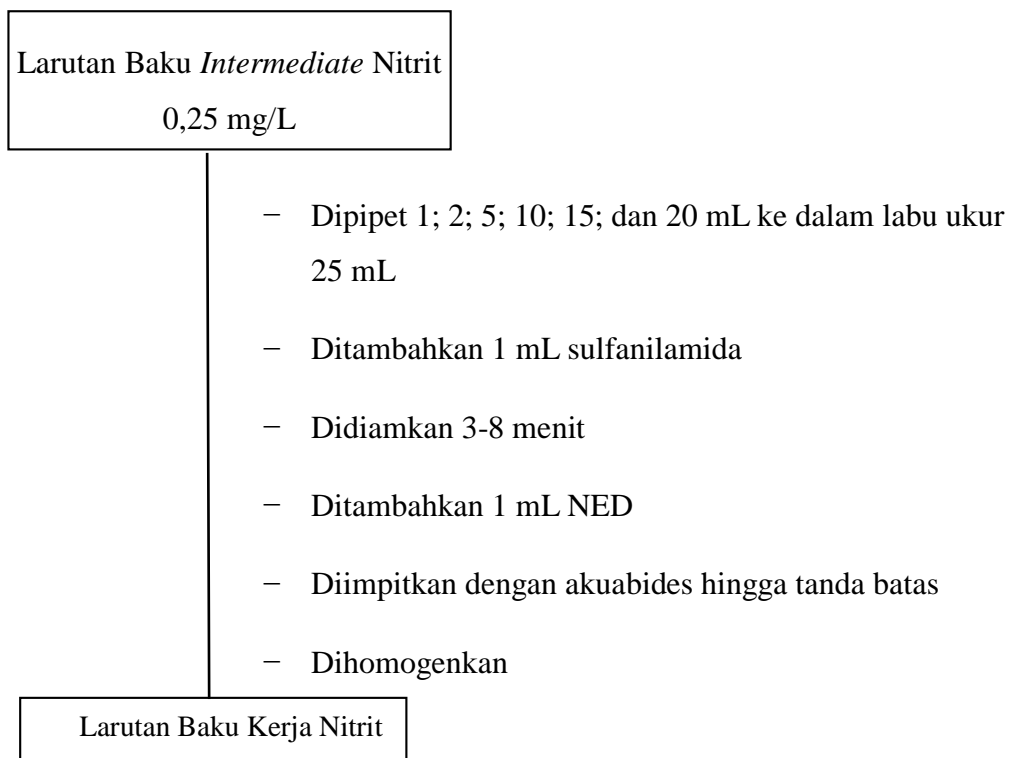 Larutan Baku Intermediate Nitrit
0,25 mg/L
− Dipipet 1; 2; 5; 10; 15; dan 20 mL ke dalam labu ukur
25 mL
− Ditambahkan 1 mL sulfanilamida
− Didiamkan 3-8 menit
− Ditambahkan 1 mL NED
− Diimpitkan dengan akuabides hingga tanda batas
− Dihomogenkan
Larutan Baku Kerja Nitrit